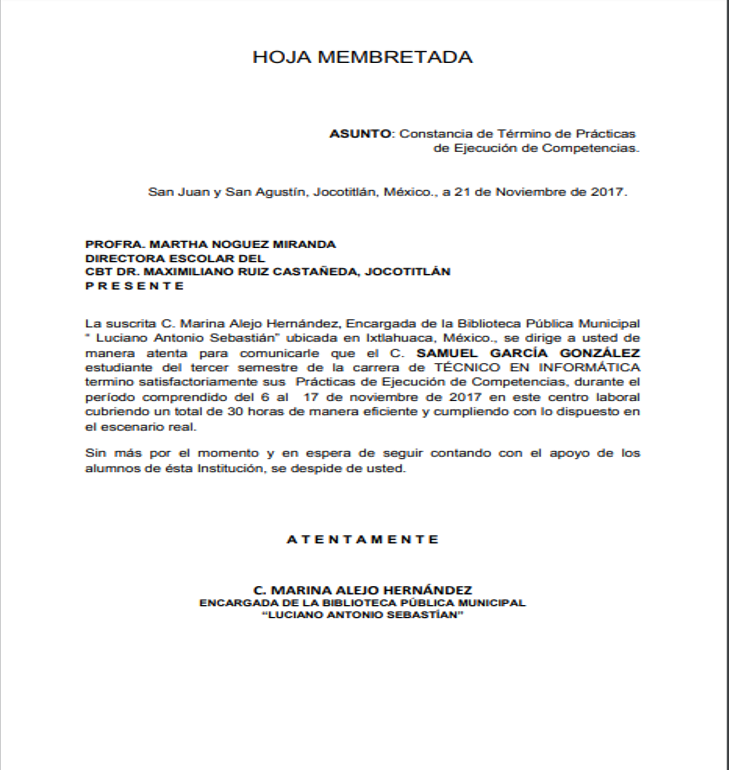 HOJA MEMBRETADA
ASUNTO: Constancia de Término de Prácticas
de Ejecución de Competencias.
San Juan y San Agustín, Jocotitlán, México., a 21 de Noviembre de 2017.
PROFRA. MARTHA NOGUEZ MIRANDA
DIRECTORA ESCOLAR DEL
CBT DR. MAXIMILIANO RUIZ CASTAÑEDA, JOCOTITLÁN
P R E S E N T E
La suscrita C. Marina Alejo Hernández, Encargada de la Biblioteca Pública Municipal
“ Luciano Antonio Sebastián” ubicada en Ixtlahuaca, México., se dirige a usted de
manera atenta para comunicarle que el C. SAMUEL GARCÍA GONZÁLEZ
estudiante del tercer semestre de la carrera de TÉCNICO EN INFORMÁTICA
termino satisfactoriamente sus Prácticas de Ejecución de Competencias, durante el
período comprendido del 6 al 17 de noviembre de 2017 en este centro laboral
cubriendo un total de 30 horas de manera eficiente y cumpliendo con lo dispuesto en
el escenario real.
Sin más por el momento y en espera de seguir contando con el apoyo de los
alumnos de ésta Institución, se despide de usted.
A T E N T A M E N T E
C. MARINA ALEJO HERNÁNDEZ
ENCARGADA DE LA BIBLIOTECA PÚBLICA MUNICIPAL
“LUCIANO ANTONIO SEBASTÍAN”